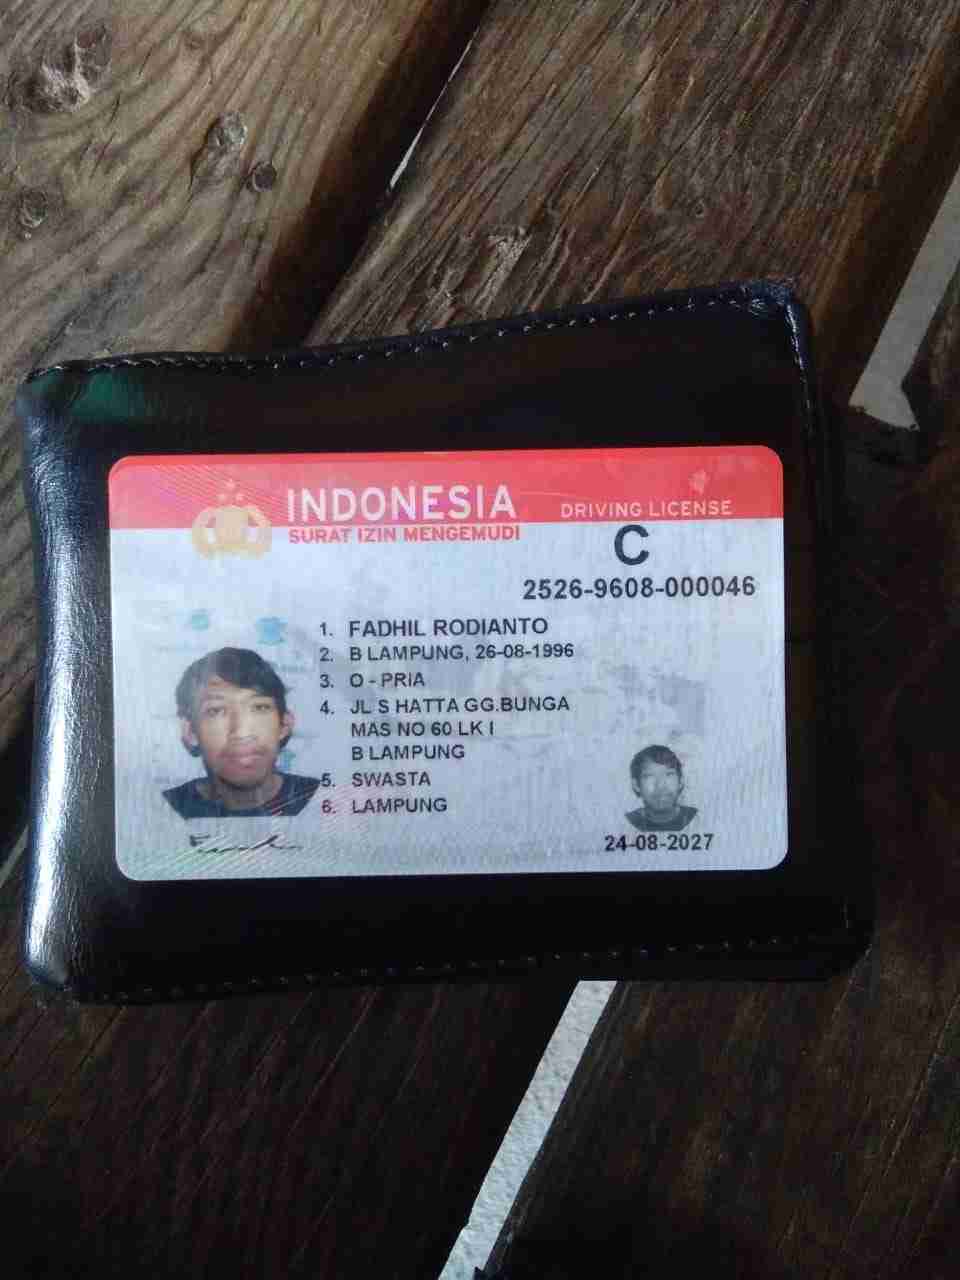 INDONESIA
DRIVING LICENSE
SURAT IZIN MENGEMUDI
C
2526-9608-000046
1. FADHIL RODIANTO
2. B LAMPUNG, 26-08-1996
3. O - PRIA
4. JL S HATTA GG.BUNGA
MAS NO 60 LK I
B LAMPUNG
5. SWASTA
6. LAMPUNG
24-08-2027